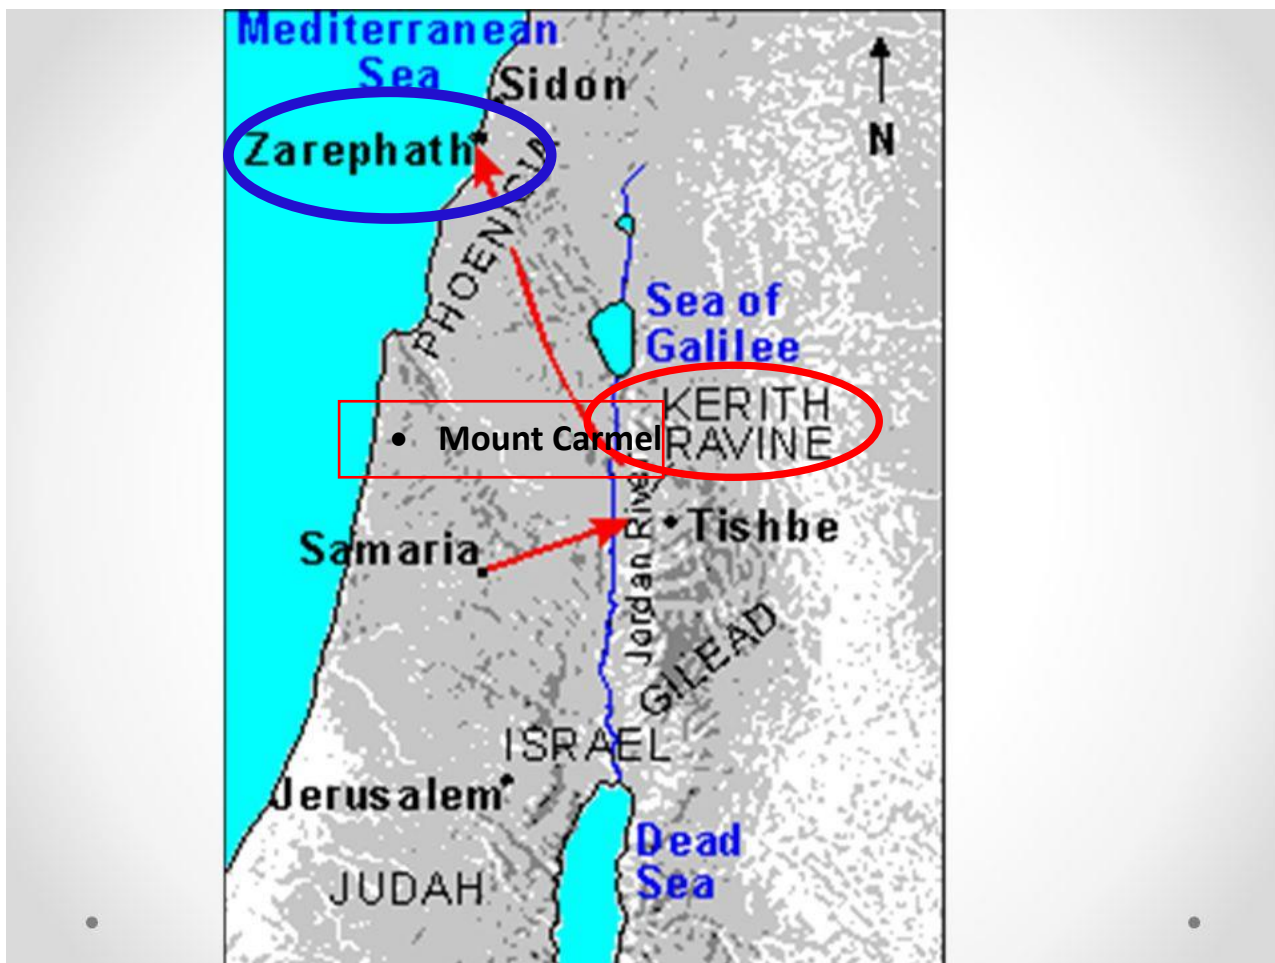 Mediterranean
Sea
Sidon
Zarephath
N
PHOENICIA
Sea of
Galilee
KERITH
RAVINE
Mount Carmel
Jordan River
Tishbe
Samaria
GILEAD
ISRAEL
Jerusalem
Dead
Sea
JUDAH